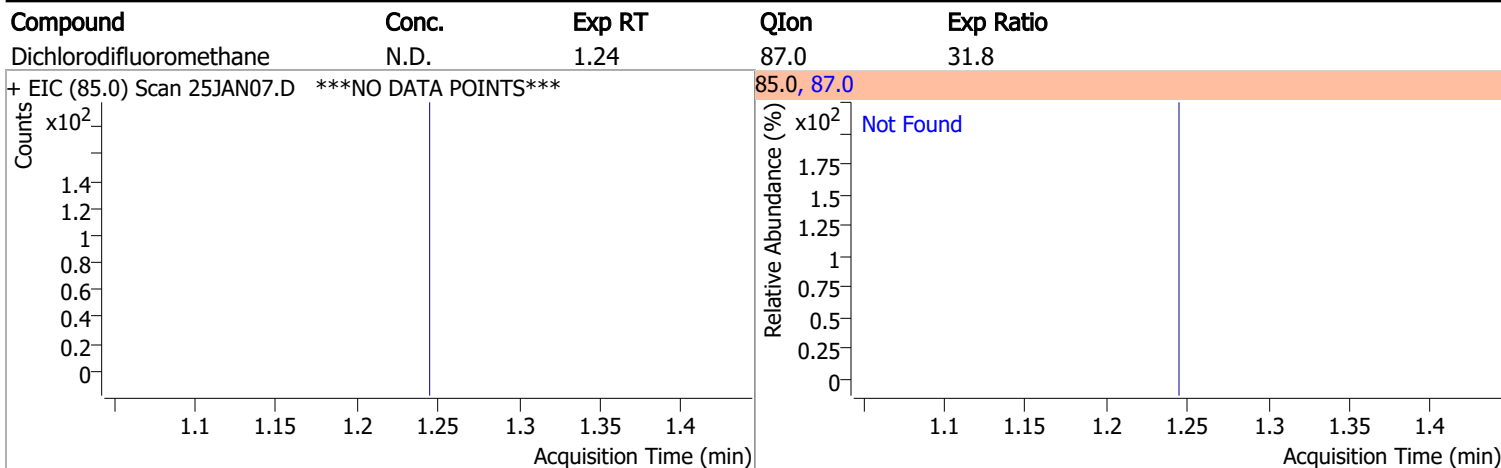 Compound Conc. Exp RT QIon Exp Ratio
Dichlorodifluoromethane N.D. 1.24 87.0 31.8
+ EIC (85.0) Scan 25JAN07.D ***NO DATA POINTS***
Counts
x10²
1.4
1.2
1
0.8
0.6
0.4
0.2
0
1.1 1.15 1.2 1.25 1.3 1.35 1.4
Acquisition Time (min)
85.0, 87.0
Relative Abundance (%)
x10²
Not Found
1.75
1.5
1.25
1
0.75
0.5
0.25
0
1.1 1.15 1.2 1.25 1.3 1.35 1.4
Acquisition Time (min)